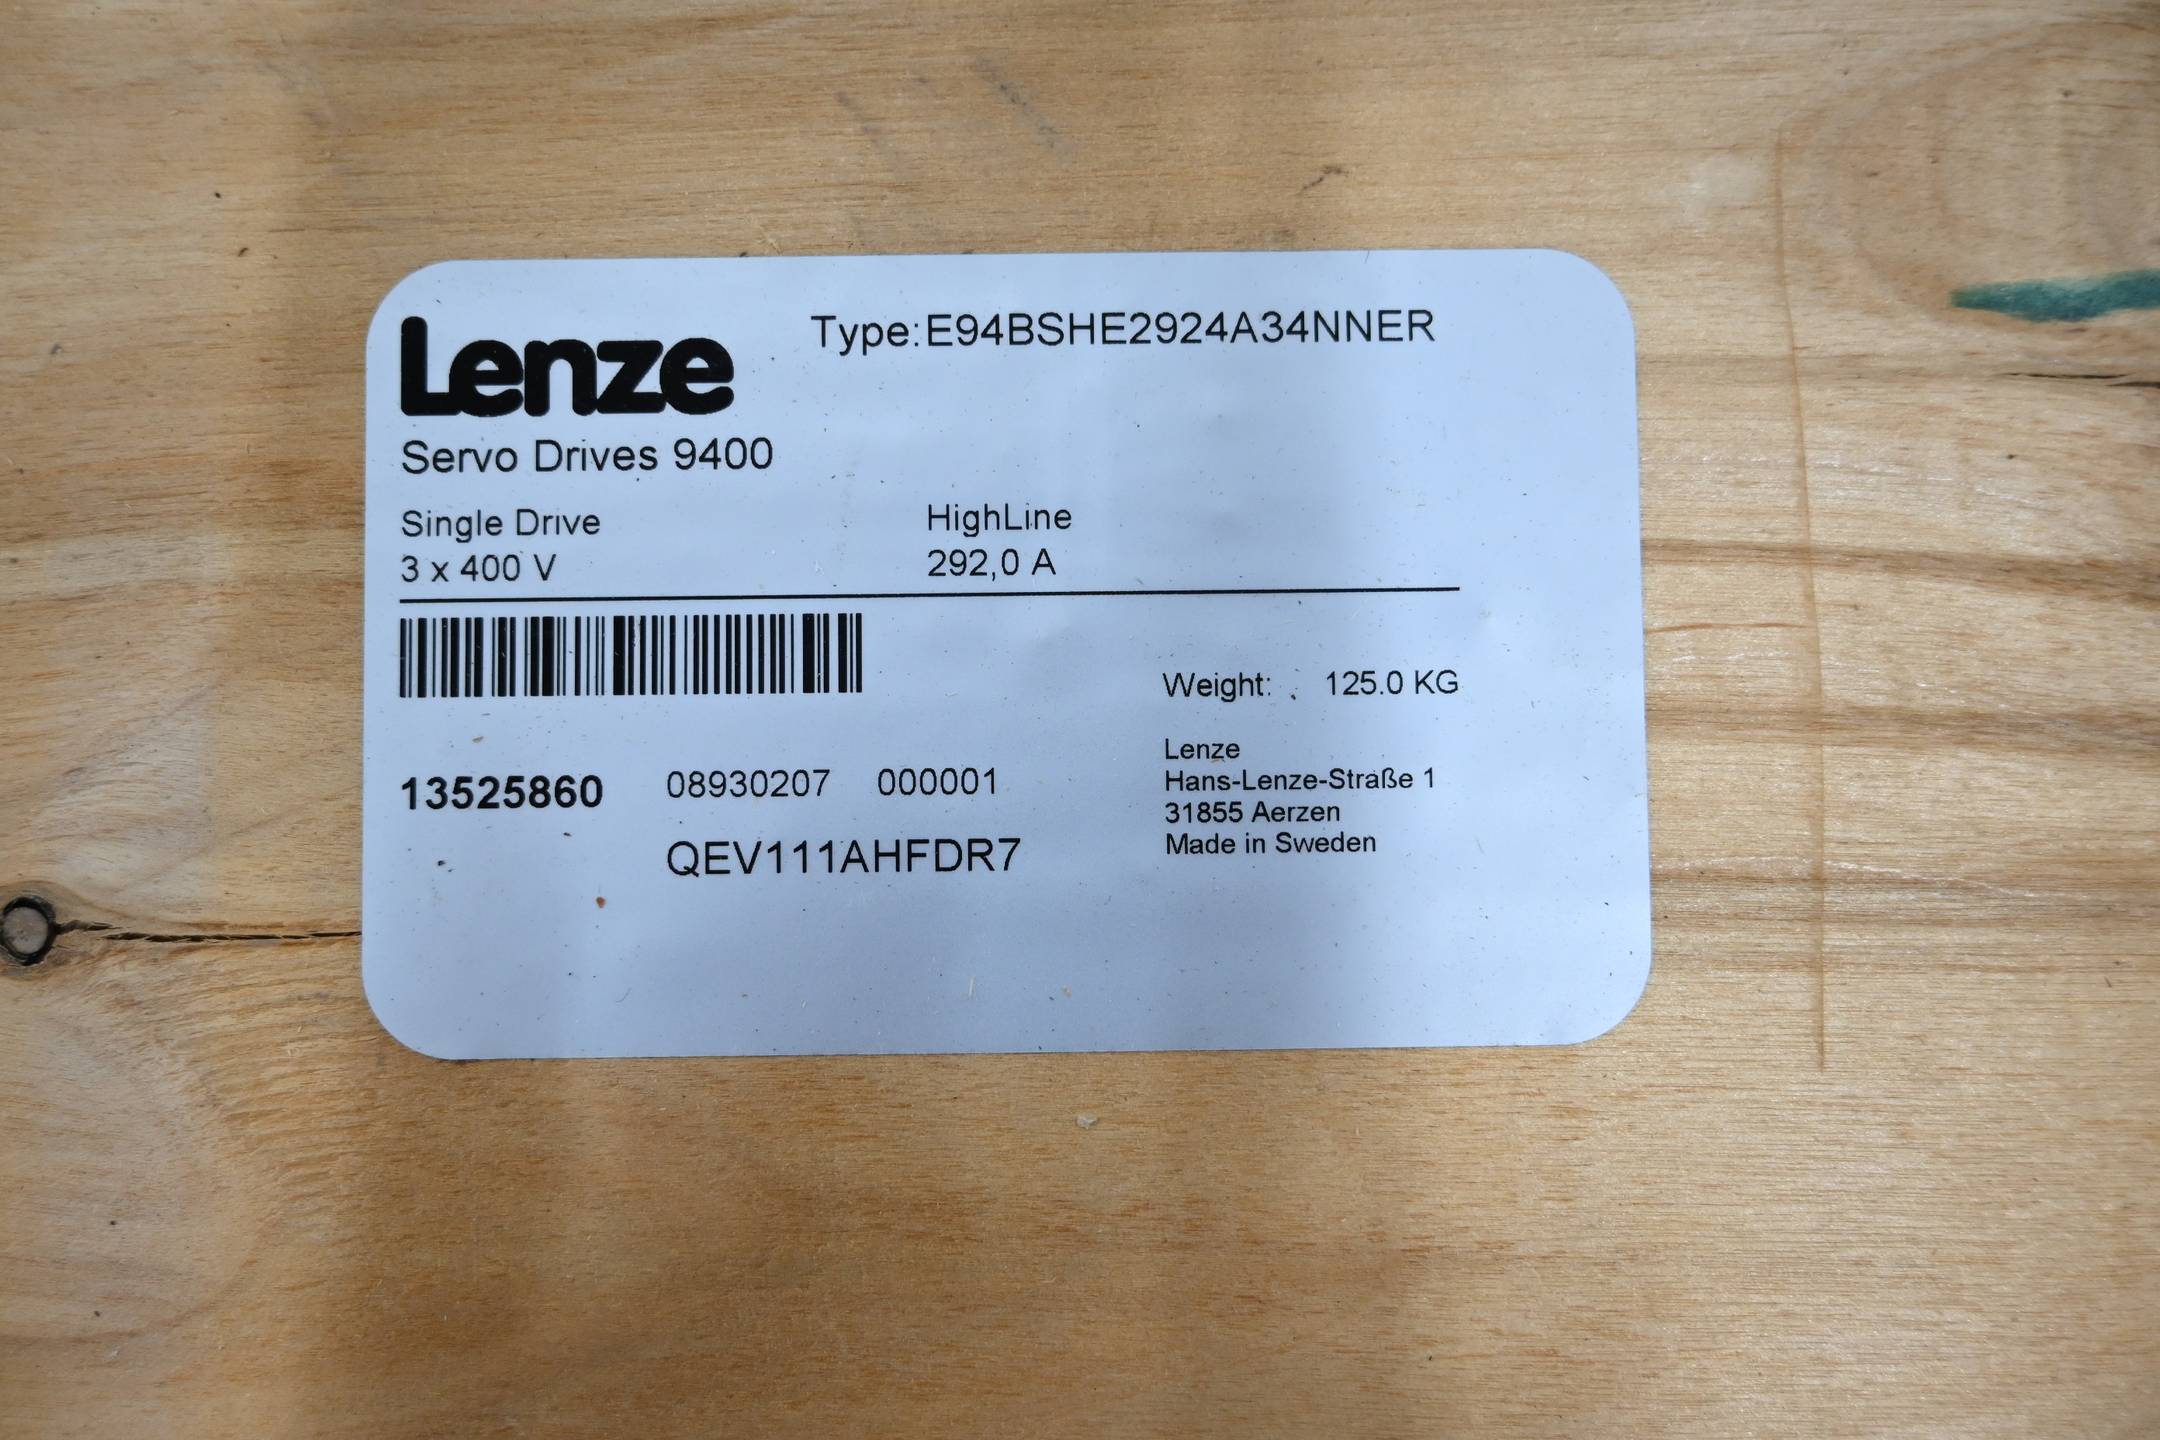 Lenze
Type: E94BSHE2924A34NNER
Servo Drives 9400
Single Drive HighLine
3 x 400 V 292,0 A
Weight: 125.0 KG
13525860 08930207 000001
QEV111AHFDR7
Lenze
Hans-Lenze-Straße 1
31855 Aerzen
Made in Sweden